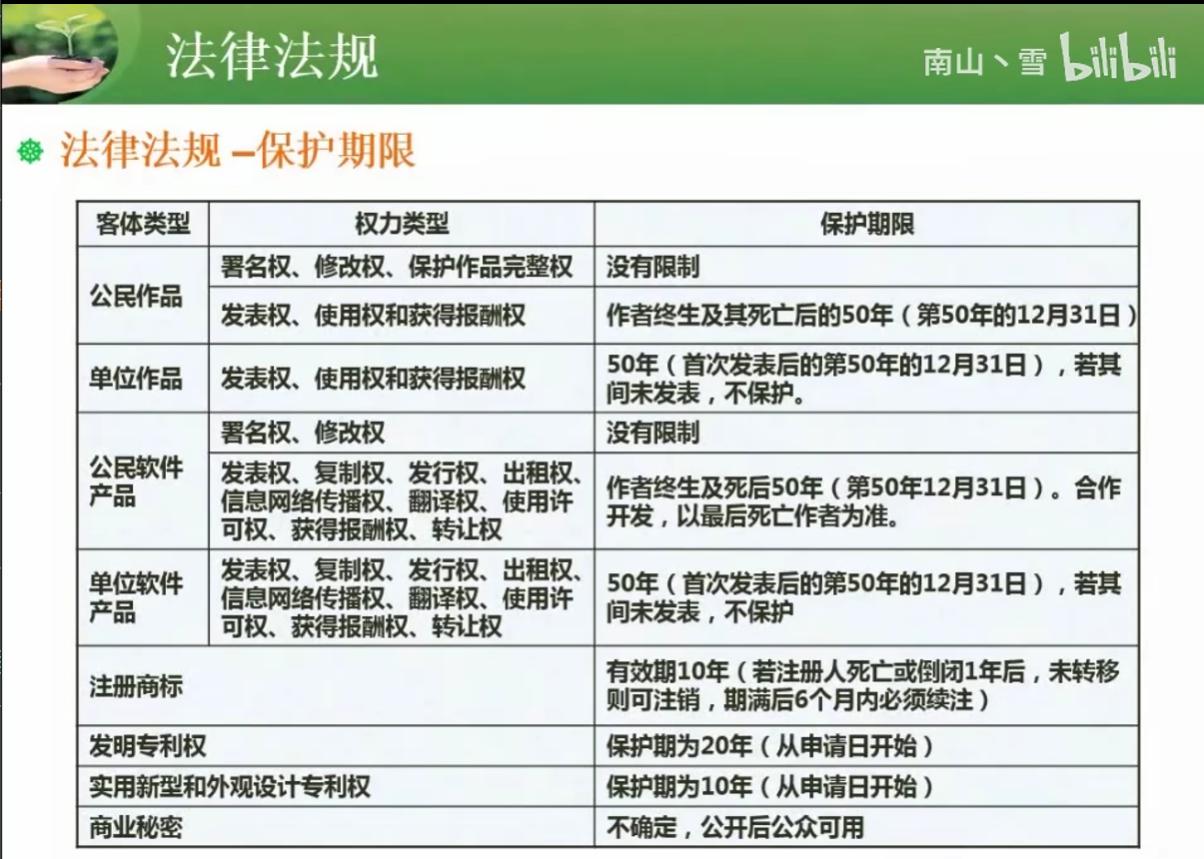 法律法规
南山丶雪 bilibili
法律法规 –保护期限
客体类型 权力类型 保护期限
公民作品
署名权、修改权、保护作品完整权
没有限制
发表权、使用权和获得报酬权
作者终生及其死亡后的50年（第50年的12月31日）
单位作品
发表权、使用权和获得报酬权
50年（首次发表后的第50年的12月31日），若其
间未发表，不保护。
公民软件
产品
署名权、修改权
没有限制
发表权、复制权、发行权、出租权、
信息网络传播权、翻译权、使用许
可权、获得报酬权、转让权
作者终生及死后50年（第50年12月31日）。合作
开发，以最后死亡作者为准。
单位软件
产品
发表权、复制权、发行权、出租权、
信息网络传播权、翻译权、使用许
可权、获得报酬权、转让权
50年（首次发表后的第50年的12月31日），若其
间未发表，不保护
注册商标
有效期10年（若注册人死亡或倒闭1年后，未转移
则可注销，期满后6个月内必须续注）
发明专利权
保护期为20年（从申请日开始）
实用新型和外观设计专利权
保护期为10年（从申请日开始）
商业秘密
不确定，公开后公众可用